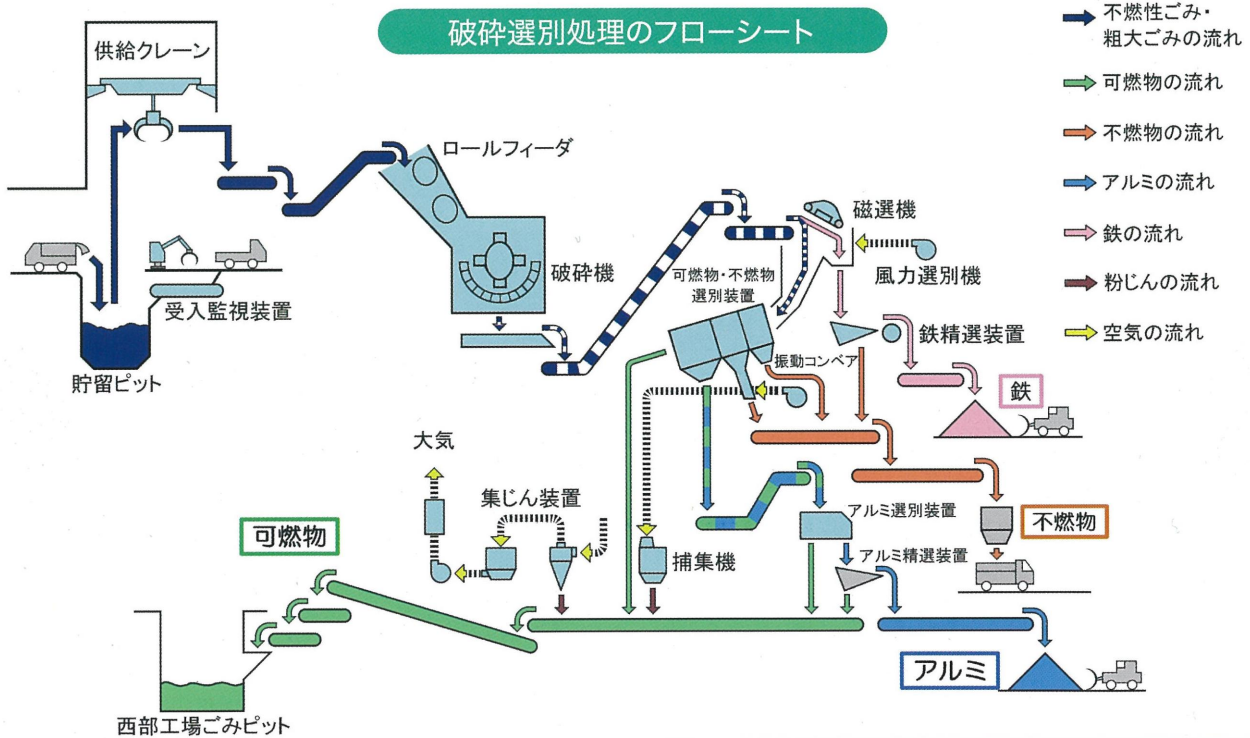 破砕選別処理のフローシート
不燃性ごみ・
粗大ごみの流れ
可燃物の流れ
不燃物の流れ
アルミの流れ
鉄の流れ
粉じんの流れ
空気の流れ
供給クレーン
ロールフィーダ
破砕機
受入監視装置
貯留ピット
磁選機
風力選別機
可燃物・不燃物
選別装置
鉄精選装置
振動コンベア
鉄
大気
集じん装置
可燃物
捕集機
アルミ選別装置
アルミ精選装置
不燃物
アルミ
西部工場ごみピット